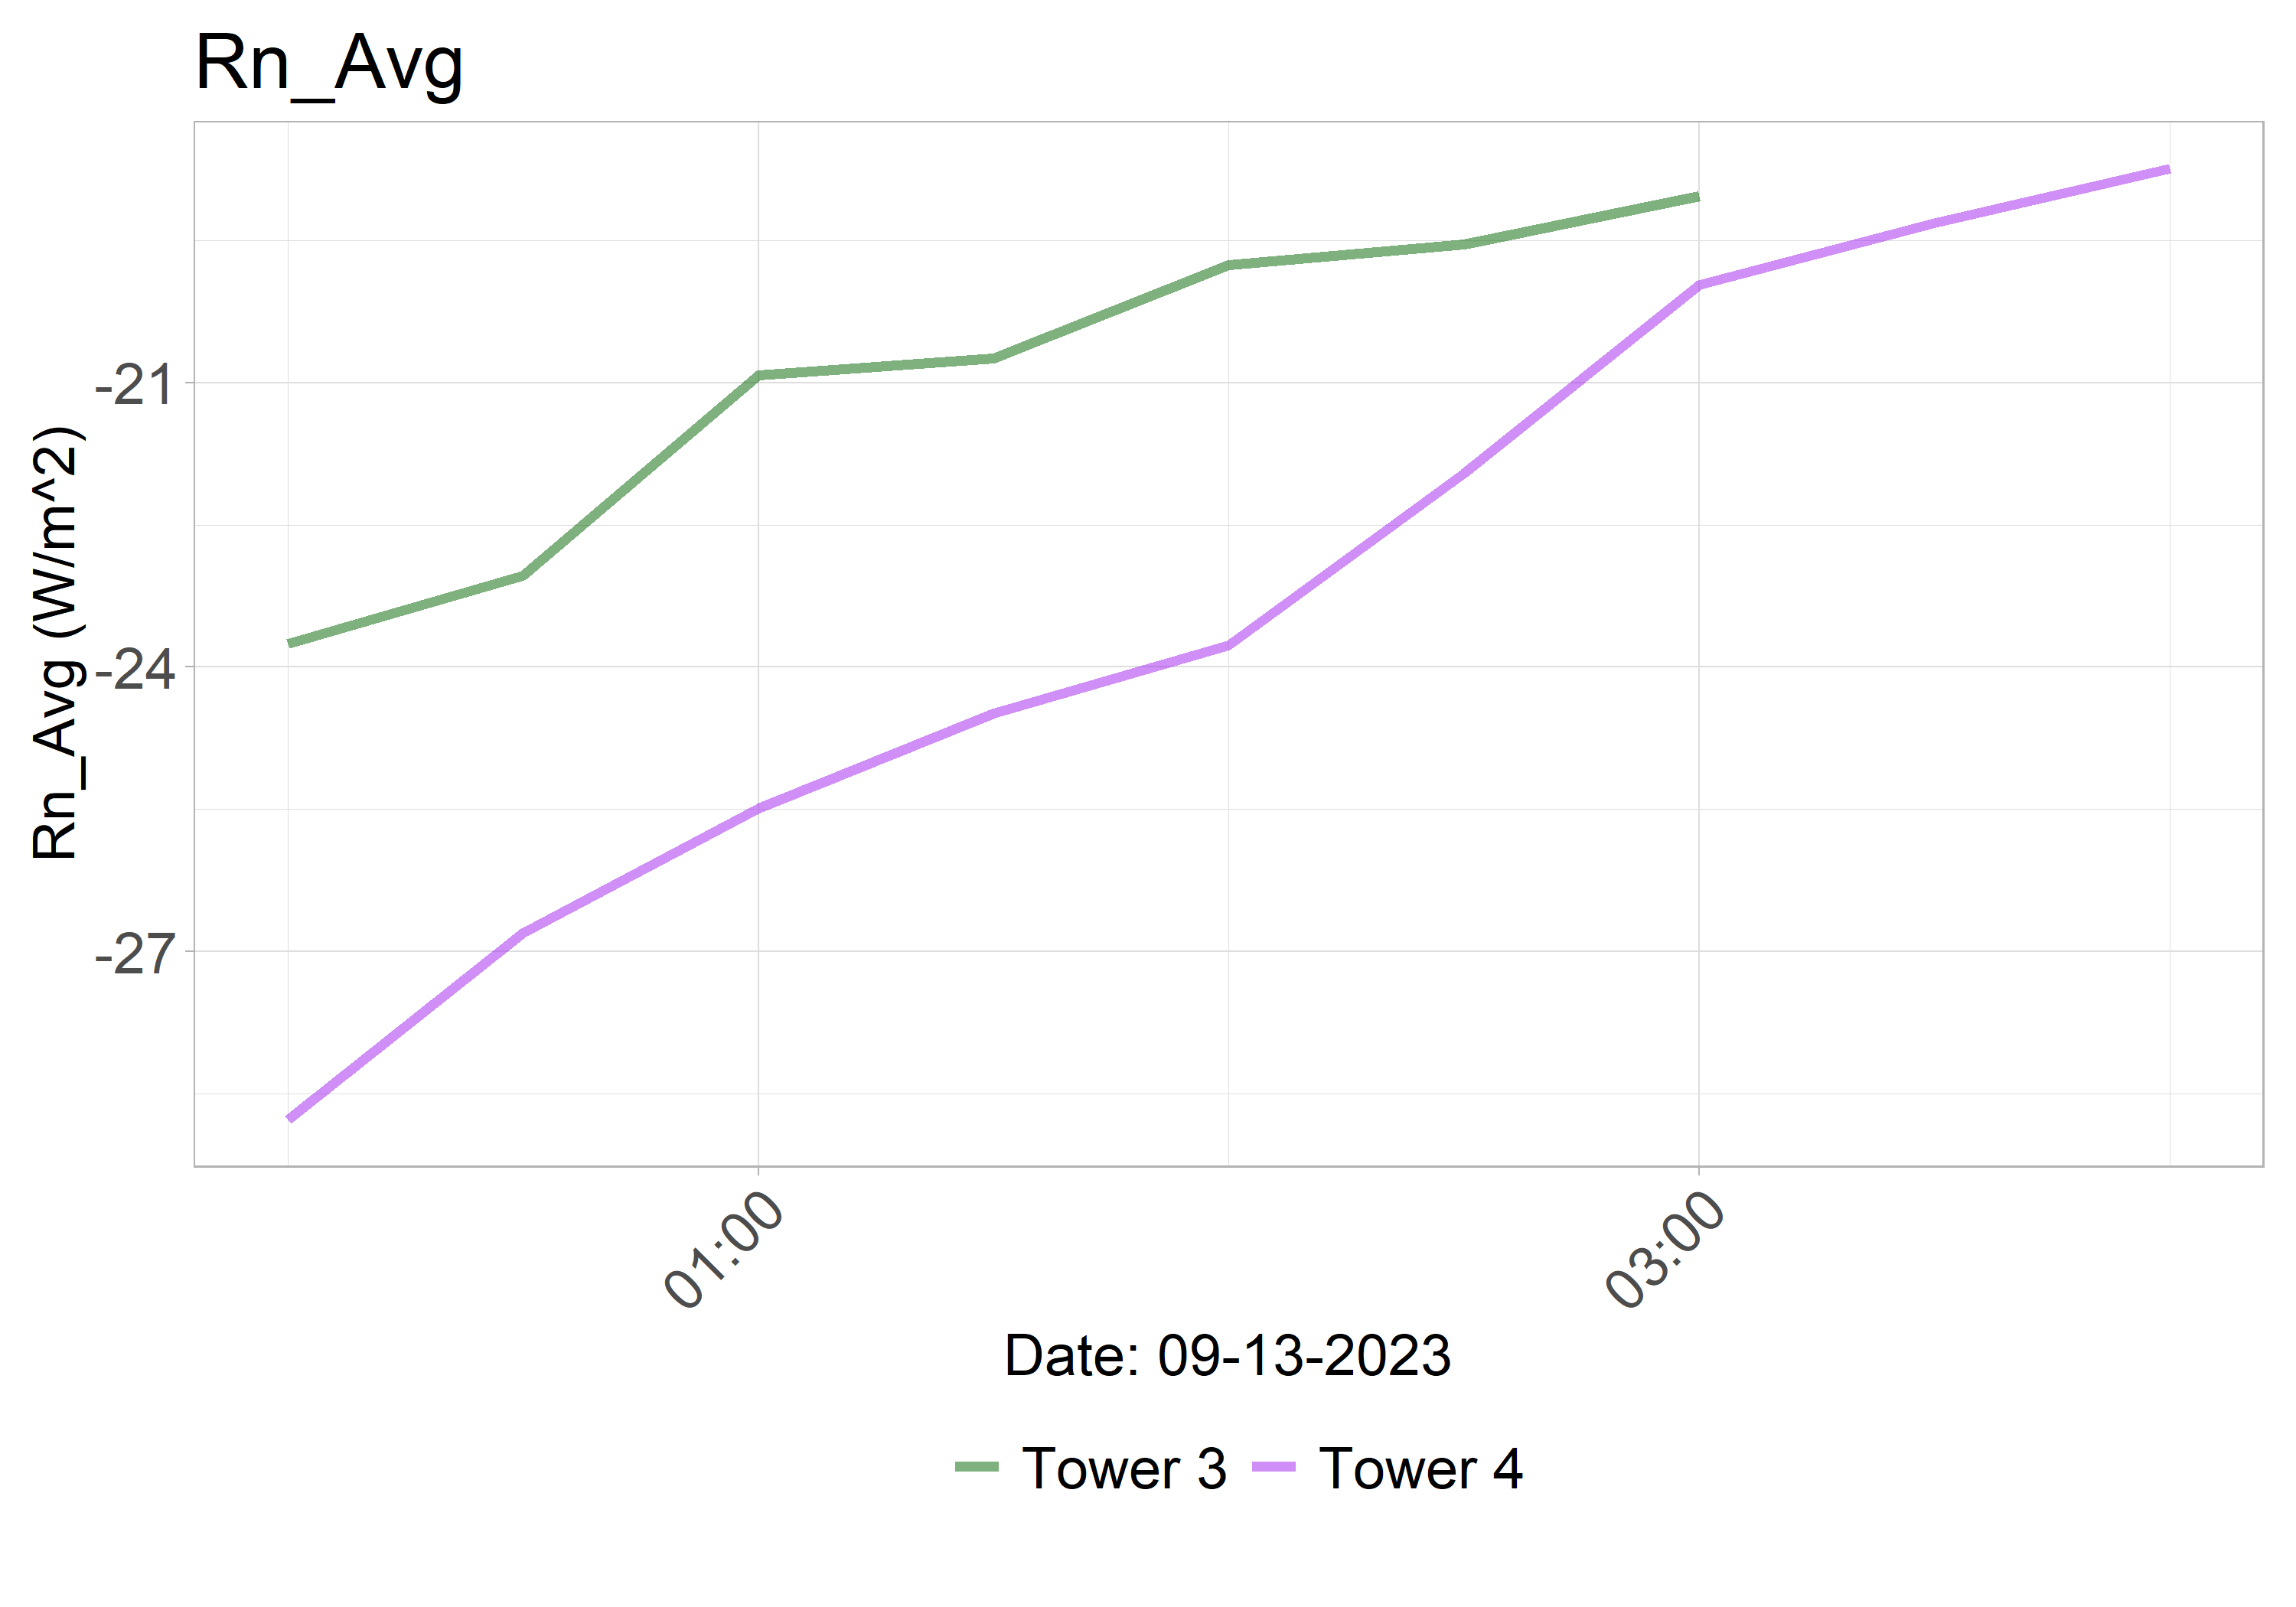 Rn_Avg
Rn_Avg (W/m^2)
-21
-24
-27
01:00
03:00
Date: 09-13-2023
Tower 3
Tower 4